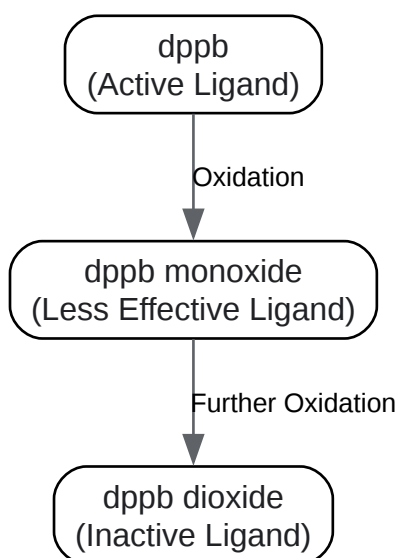 dppb
(Active Ligand)
Oxidation
dppb monoxide
(Less Effective Ligand)
Further Oxidation
dppb dioxide
(Inactive Ligand)